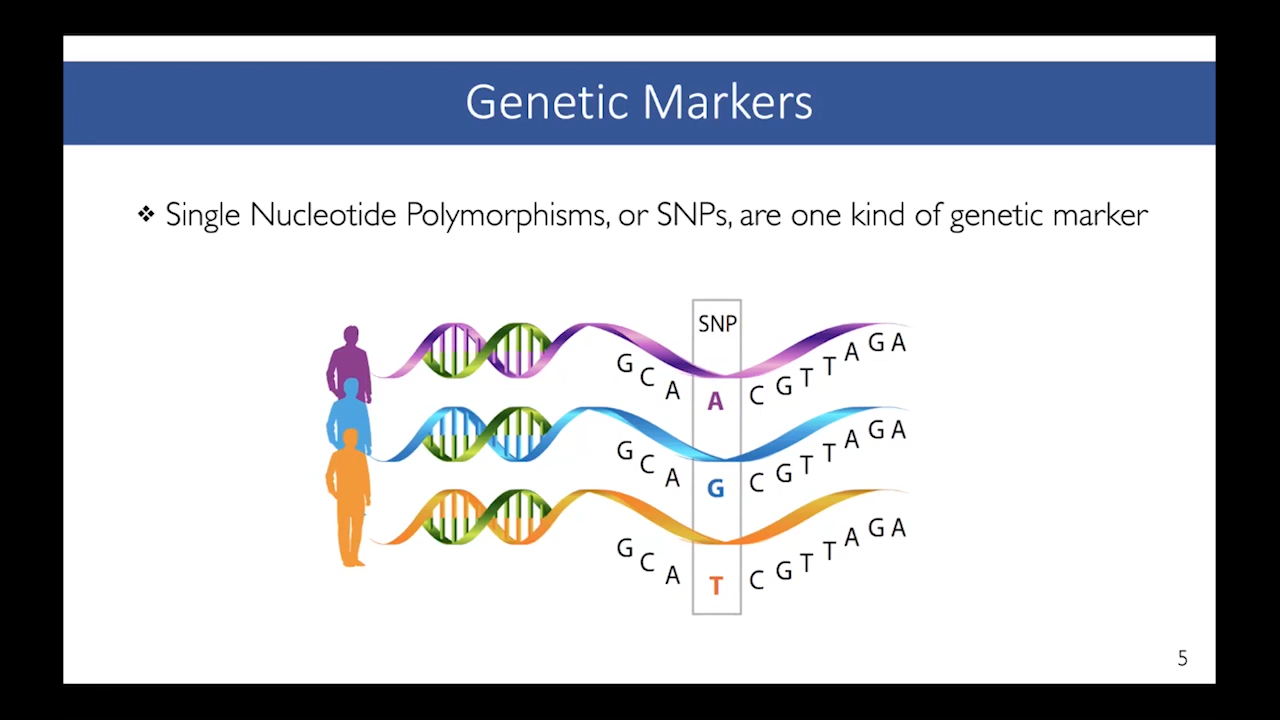 Genetic Markers
❖ Single Nucleotide Polymorphisms, or SNPs, are one kind of genetic marker
SNP
G C A A C G T T A G A
G C A G C G T T A G A
G C A T C G T T A G A
5